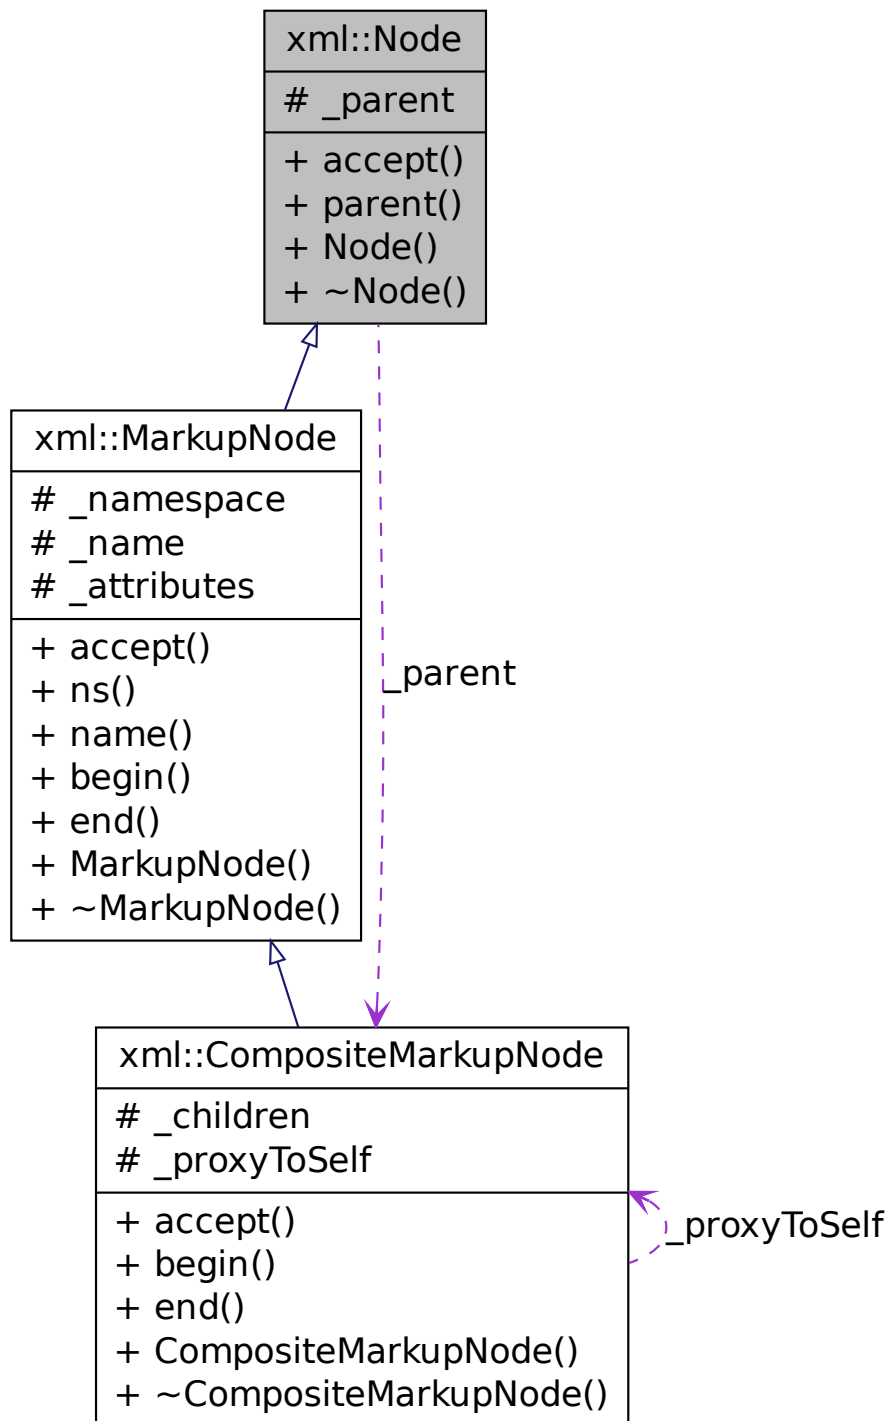 xml::Node
# _parent
+ accept()
+ parent()
+ Node()
+ ~Node()
xml::MarkupNode
# _namespace
# _name
# _attributes
+ accept()
+ ns()
+ name()
+ begin()
+ end()
+ MarkupNode()
+ ~MarkupNode()
_parent
xml::CompositeMarkupNode
# _children
# _proxyToSelf
+ accept()
+ begin()
+ end()
+ CompositeMarkupNode()
+ ~CompositeMarkupNode()
_proxyToSelf